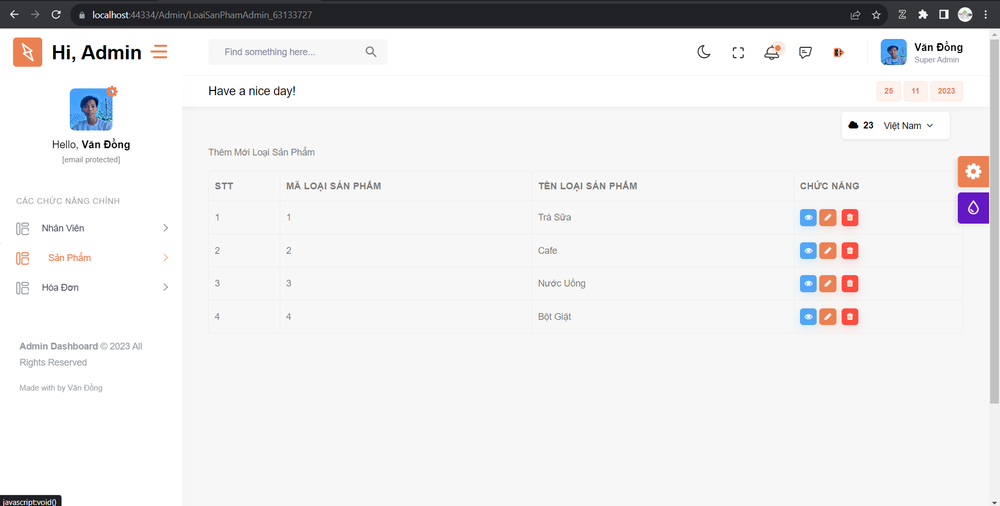 localhost:44334/Admin/LoaiSanPhamAdmin_63133727
Hi, Admin
Find something here...
Văn Đồng
Super Admin
Have a nice day!
25 11 2023
23 Việt Nam
Hello, Văn Đồng
[email protected]
CÁC CHỨC NĂNG CHÍNH
Nhân Viên
Sản Phẩm
Hóa Đơn
Admin Dashboard © 2023 All
Rights Reserved
Made with by Văn Đồng
Thêm Mới Loại Sản Phẩm
STT MÃ LOẠI SẢN PHẨM TÊN LOẠI SẢN PHẨM CHỨC NĂNG
1 1 Trà Sữa
2 2 Cafe
3 3 Nước Uống
4 4 Bột Giặt
javascript:void()